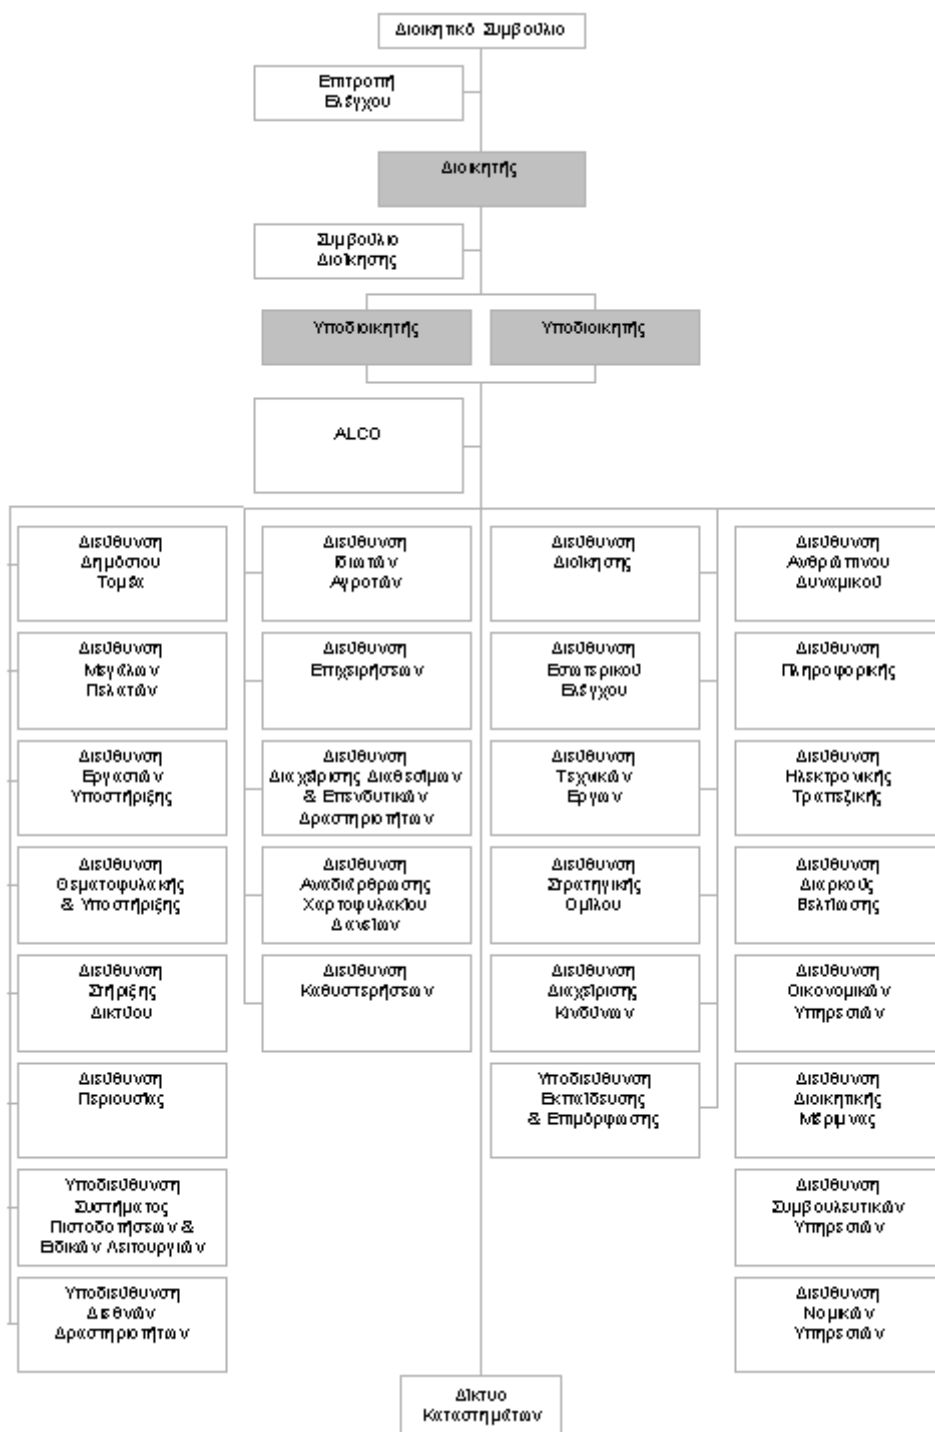 Διοικητικό Συμβούλιο
Επιτροπή
Ελέγχου
Διοικητής
Συμβούλιο
Διοίκησης
Υποδιοικητής
Υποδιοικητής
ALCO
Διεύθυνση
Δημόσιου
Τομέα
Διεύθυνση
Ιδιωτών
Αγροτών
Διεύθυνση
Διοίκησης
Διεύθυνση
Ανθρώπινου
Δυναμικού
Διεύθυνση
Μεγάλων
Πελατών
Διεύθυνση
Επιχειρήσεων
Διεύθυνση
Εσωτερικού
Ελέγχου
Διεύθυνση
Πληροφορικής
Διεύθυνση
Εργασιών
Υποστήριξης
Διεύθυνση
Διαχείρισης Διαθεσίμων
& Επενδυτικών
Δραστηριοτήτων
Διεύθυνση
Τεχνικών
Έργων
Διεύθυνση
Ηλεκτρονικής
Τραπεζικής
Διεύθυνση
Θεματοφυλακής
& Υποστήριξης
Διεύθυνση
Αναδιάρθρωσης
Χαρτοφυλακίου
Δανείων
Διεύθυνση
Στρατηγικής
Ομίλου
Διεύθυνση
Διαρκούς
Βελτίωσης
Διεύθυνση
Στήριξης
Δικτύου
Διεύθυνση
Καθυστερήσεων
Διεύθυνση
Διαχείρισης
Κινδύνων
Διεύθυνση
Οικονομικών
Υπηρεσιών
Διεύθυνση
Περιουσίας
Υποδιεύθυνση
Εκπαίδευσης
& Επιμόρφωσης
Διεύθυνση
Διοικητικής
Μέριμνας
Υποδιεύθυνση
Συστήματος
Πιστοδοτήσεων &
Ειδικών Λειτουργιών
Διεύθυνση
Συμβουλευτικών
Υπηρεσιών
Υποδιεύθυνση
Διεθνών
Δραστηριοτήτων
Διεύθυνση
Νομικών
Υπηρεσιών
Δίκτυο
Καταστημάτων